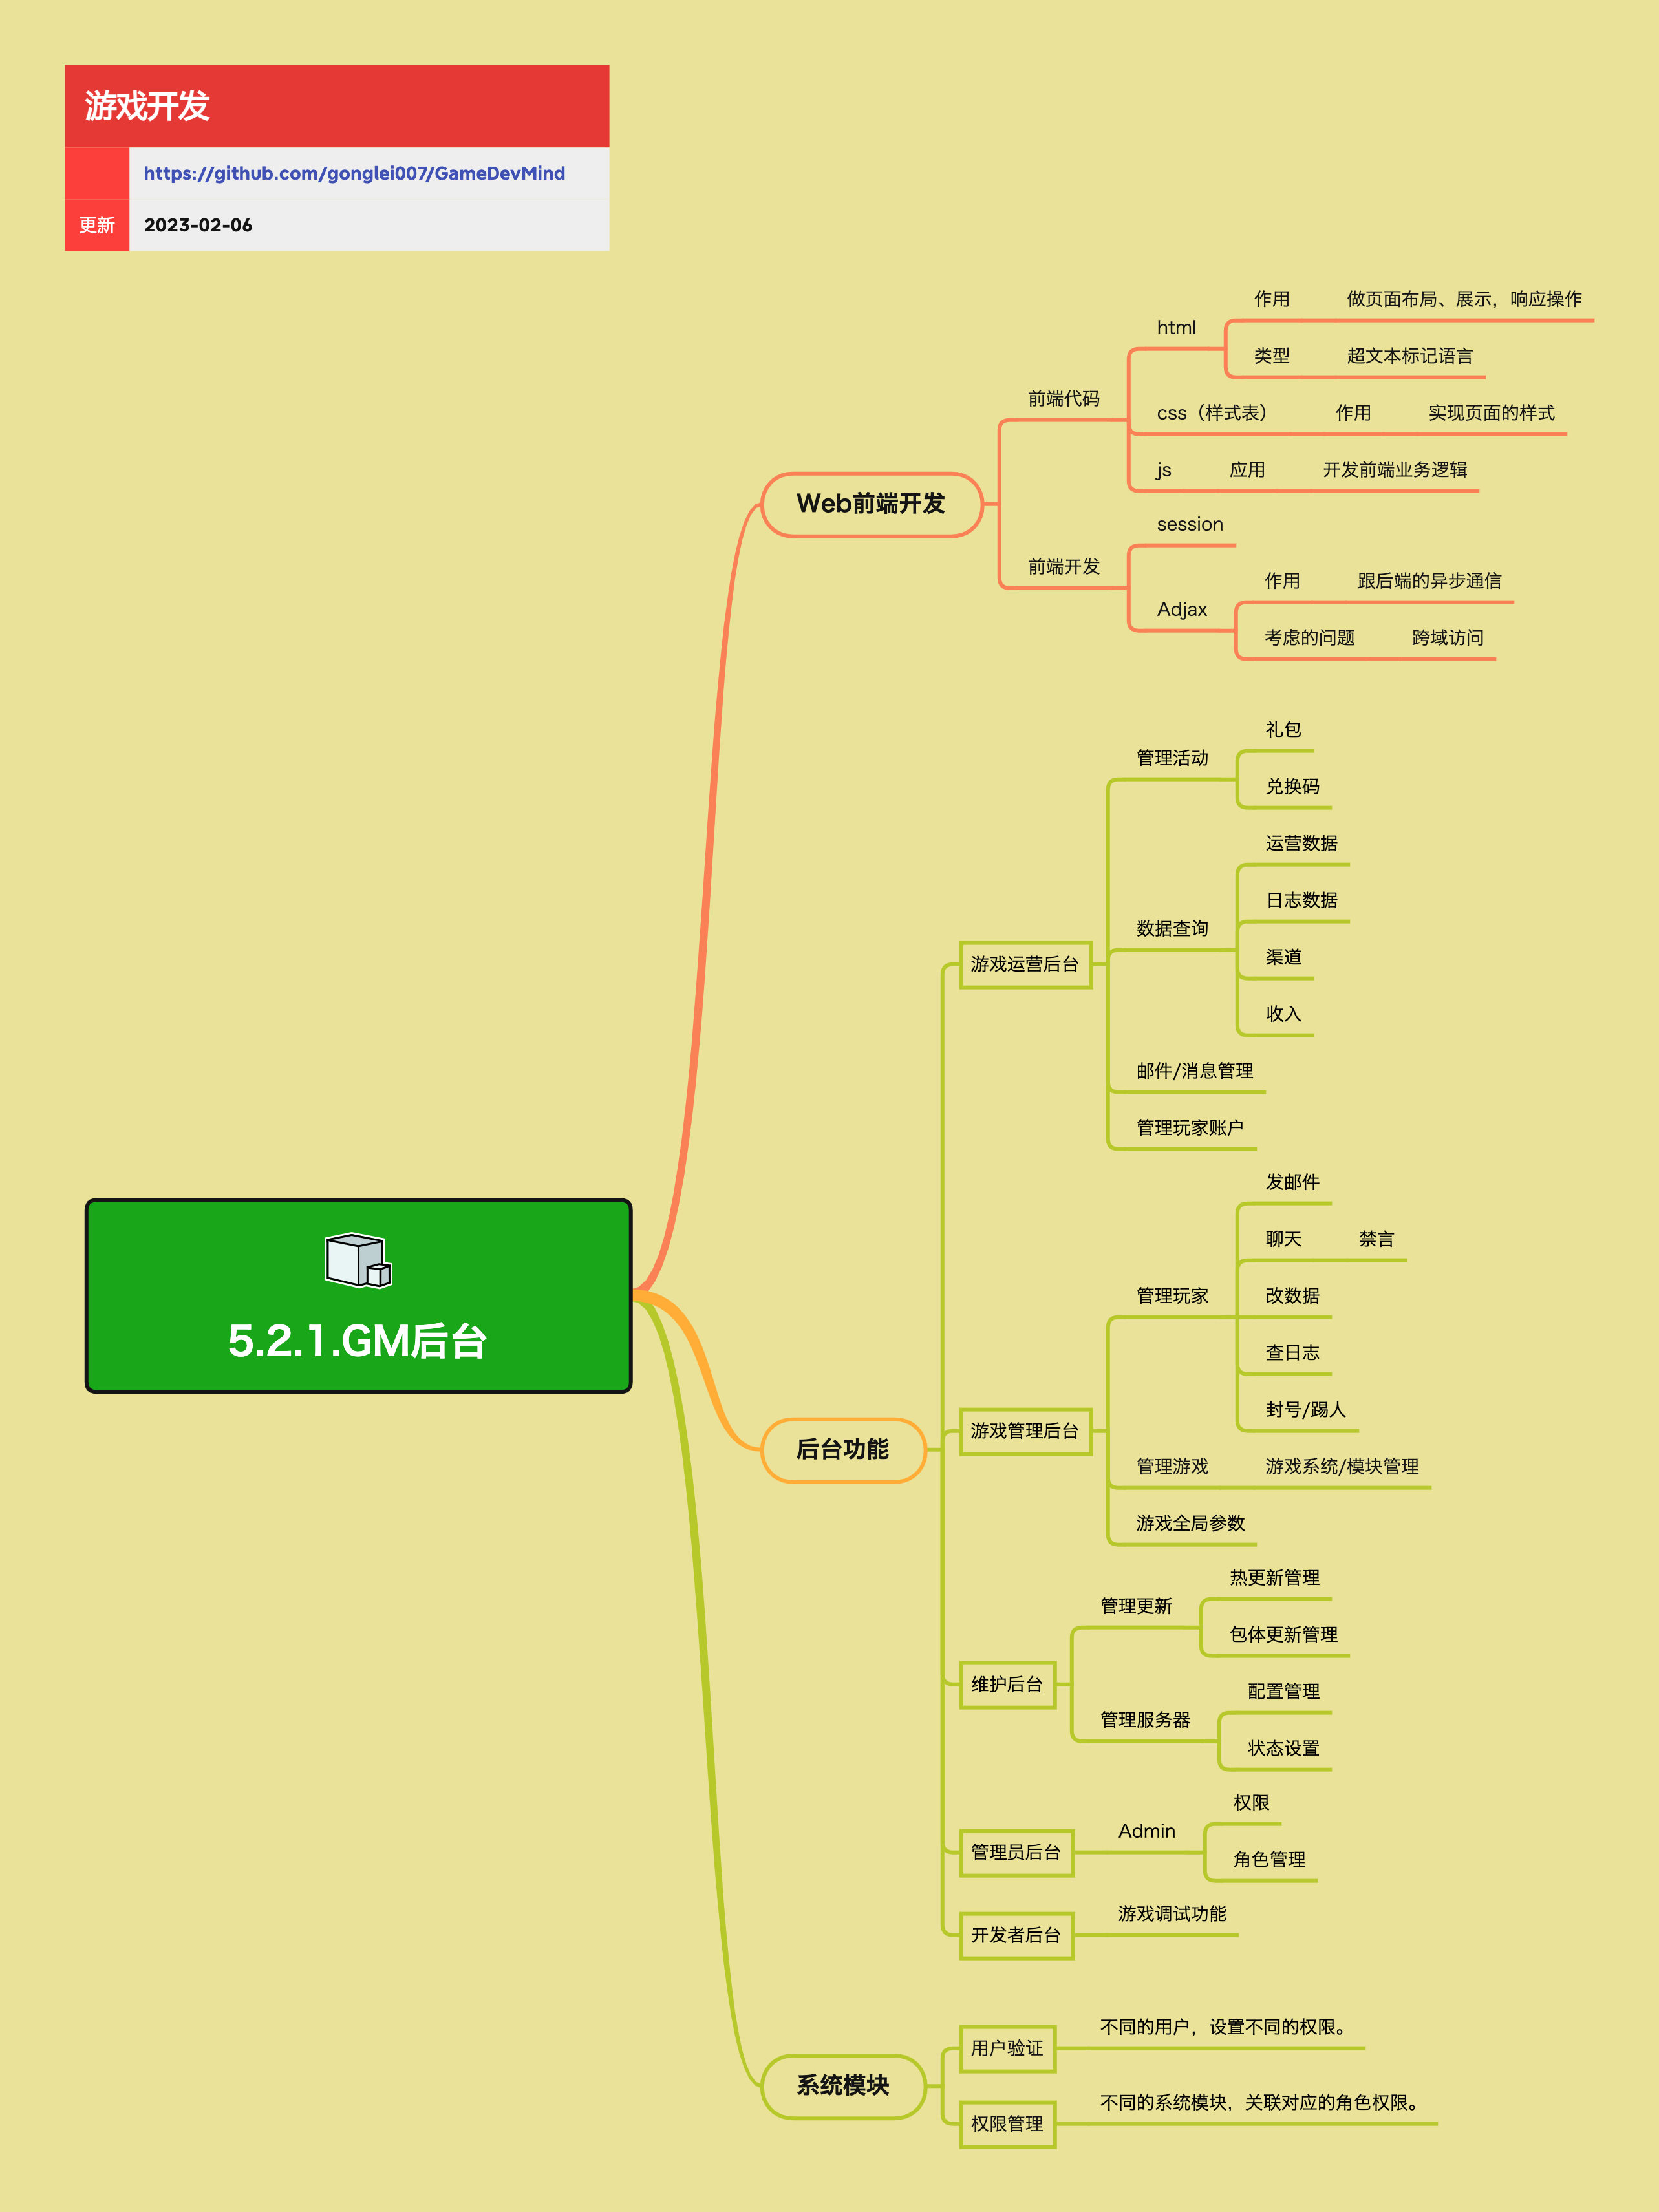 游戏开发
https://github.com/gonglei007/GameDevMind
更新 2023-02-06
5.2.1.GM后台
Web前端开发
前端代码
html
作用 做页面布局、展示，响应操作
类型 超文本标记语言
css（样式表） 作用 实现页面的样式
js 应用 开发前端业务逻辑
前端开发
session
Adjax
作用 跟后端的异步通信
考虑的问题 跨域访问
后台功能
游戏运营后台
管理活动
礼包
兑换码
数据查询
运营数据
日志数据
渠道
收入
邮件/消息管理
管理玩家账户
游戏管理后台
管理玩家
发邮件
聊天 禁言
改数据
查日志
封号/踢人
管理游戏 游戏系统/模块管理
游戏全局参数
维护后台
管理更新
热更新管理
包体更新管理
管理服务器
配置管理
状态设置
管理员后台
Admin
权限
角色管理
开发者后台
游戏调试功能
系统模块
用户验证
不同的用户，设置不同的权限。
权限管理
不同的系统模块，关联对应的角色权限。